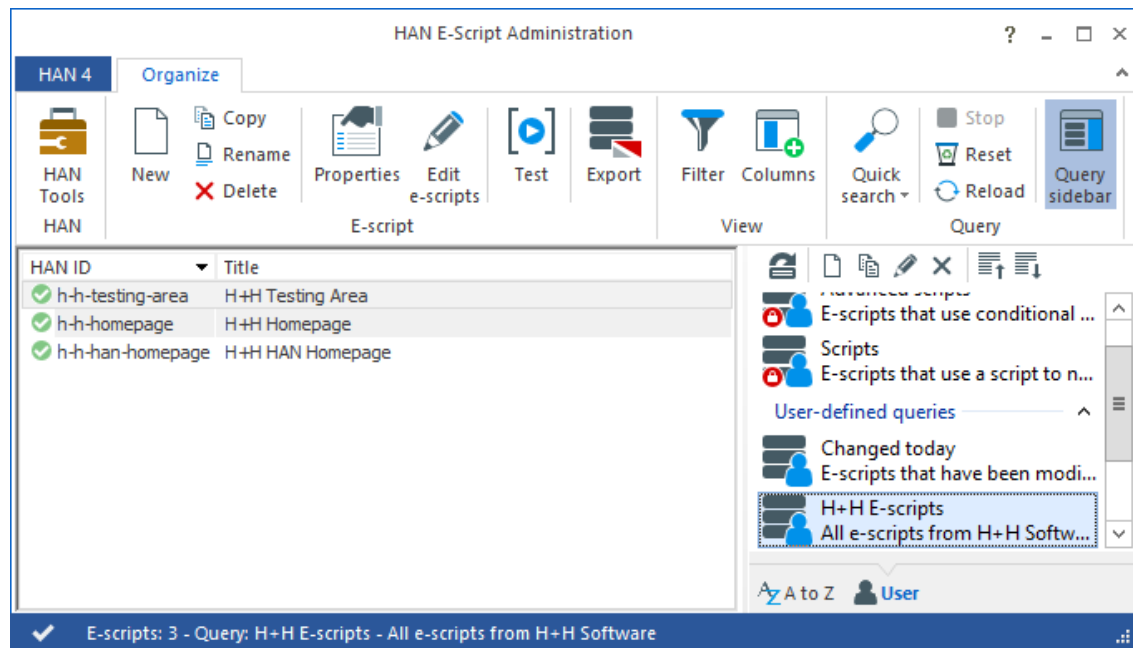 HAN E-Script Administration
?
HAN 4
Organize
HAN Tools
New
Copy
Rename
Delete
Properties
Edit e-scripts
Test
Export
Filter
Columns
Quick search
Stop
Reset
Reload
Query sidebar
HAN
E-script
View
Query
HAN ID
Title
h-h-testing-area H+H Testing Area
h-h-homepage H+H Homepage
h-h-han-homepage H+H HAN Homepage
Advanced scripts
E-scripts that use conditional ...
Scripts
E-scripts that use a script to n...
User-defined queries
Changed today
E-scripts that have been modi...
H+H E-scripts
All e-scripts from H+H Softw...
AZ A to Z
User
E-scripts: 3 - Query: H+H E-scripts - All e-scripts from H+H Software